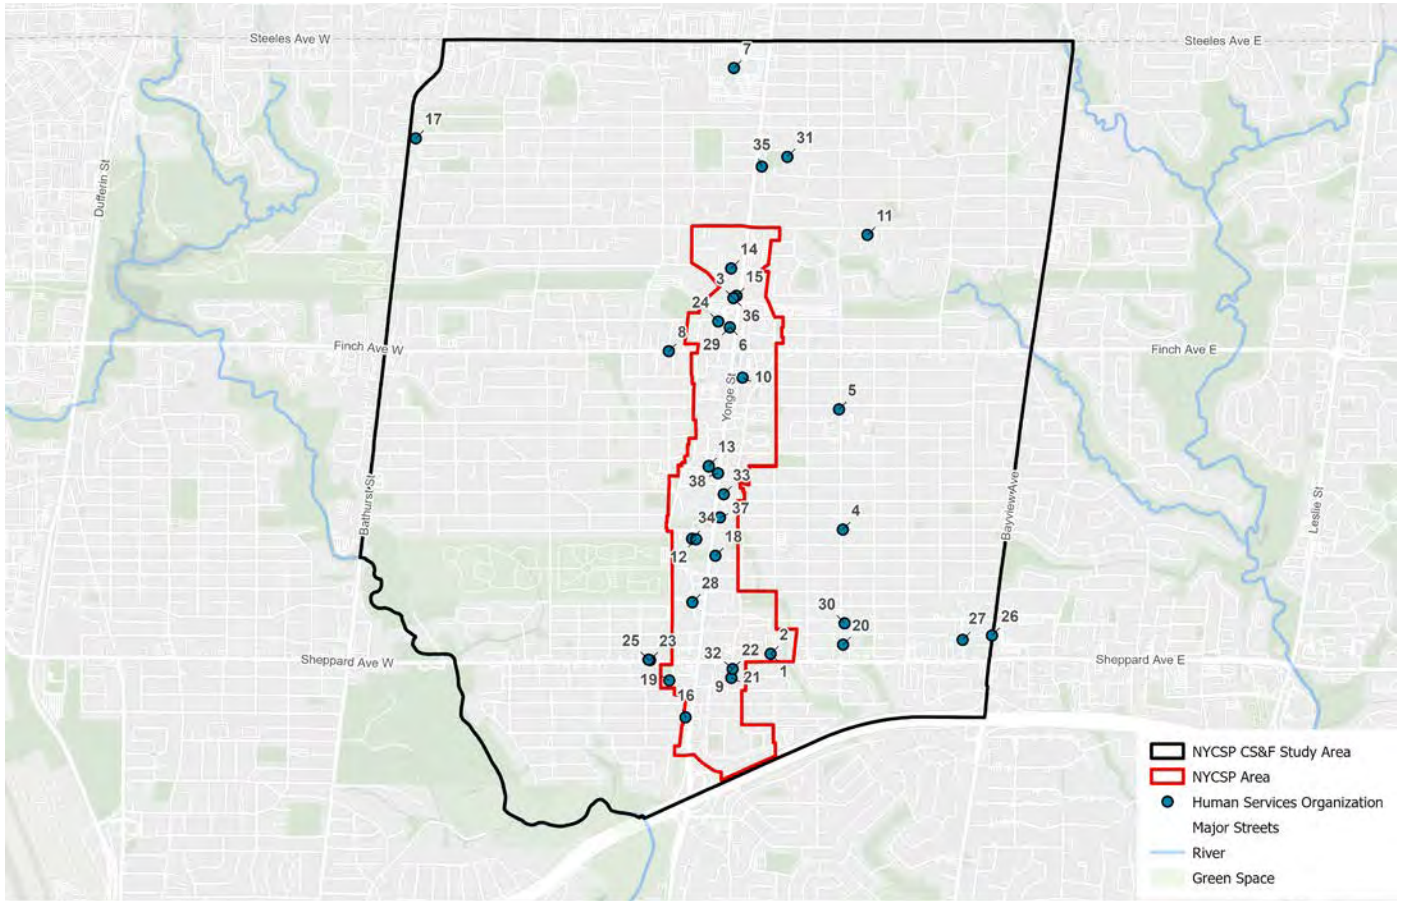 Steeles Ave W
Steeles Ave E
7
17
35
31
Dufferin St
11
14
3
15
24
36
8
29
6
Finch Ave W
Finch Ave E
10
Yonge St
5
13
38
33
Bathurst St
Bayview Ave
Leslie St
37
34
4
12
18
28
30
27
26
20
2
25
23
32
22
Sheppard Ave W
Sheppard Ave E
19
9
21
1
16
NYCSP CS&F Study Area
NYCSP Area
Human Services Organization
Major Streets
River
Green Space